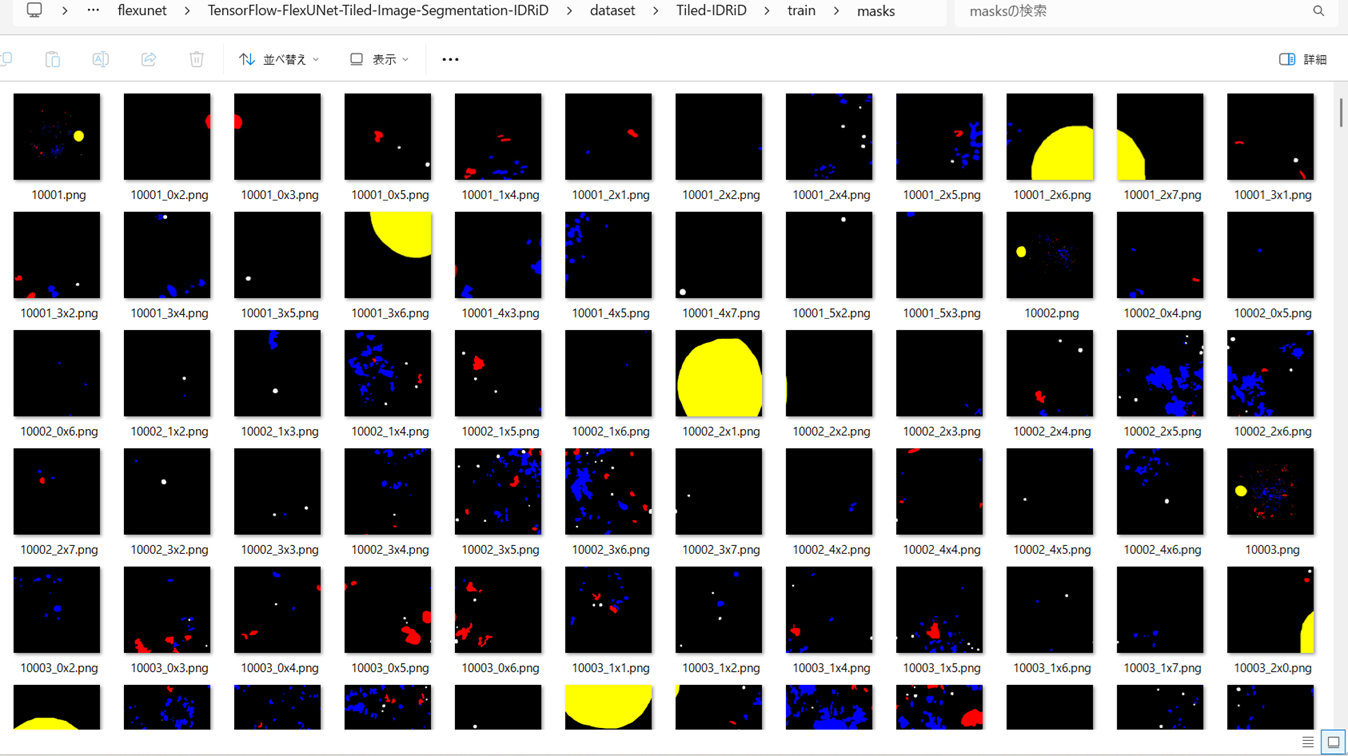 ··· flexunet TensorFlow-FlexUNet-Tiled-Image-Segmentation-IDRiD dataset Tiled-IDRiD train masks masksの検索
並べ替え 表示 ··· 詳細
10001.png 10001_0x2.png 10001_0x3.png 10001_0x5.png 10001_1x4.png 10001_2x1.png 10001_2x2.png 10001_2x4.png 10001_2x5.png 10001_2x6.png 10001_2x7.png 10001_3x1.png
10001_3x2.png 10001_3x4.png 10001_3x5.png 10001_3x6.png 10001_4x3.png 10001_4x5.png 10001_4x7.png 10001_5x2.png 10001_5x3.png 10002.png 10002_0x4.png 10002_0x5.png
10002_0x6.png 10002_1x2.png 10002_1x3.png 10002_1x4.png 10002_1x5.png 10002_1x6.png 10002_2x1.png 10002_2x2.png 10002_2x3.png 10002_2x4.png 10002_2x5.png 10002_2x6.png
10002_2x7.png 10002_3x2.png 10002_3x3.png 10002_3x4.png 10002_3x5.png 10002_3x6.png 10002_3x7.png 10002_4x2.png 10002_4x4.png 10002_4x5.png 10002_4x6.png 10003.png
10003_0x2.png 10003_0x3.png 10003_0x4.png 10003_0x5.png 10003_0x6.png 10003_1x1.png 10003_1x2.png 10003_1x4.png 10003_1x5.png 10003_1x6.png 10003_1x7.png 10003_2x0.png